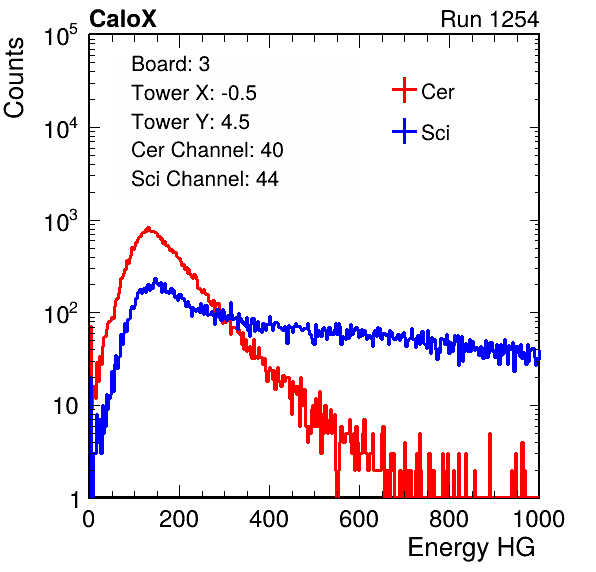 CaloX Run 1254
Counts
10^5
10^4
10^3
10^2
10
1
Board: 3
Tower X: -0.5
Tower Y: 4.5
Cer Channel: 40
Sci Channel: 44
Cer
Sci
0 200 400 600 800 1000
Energy HG